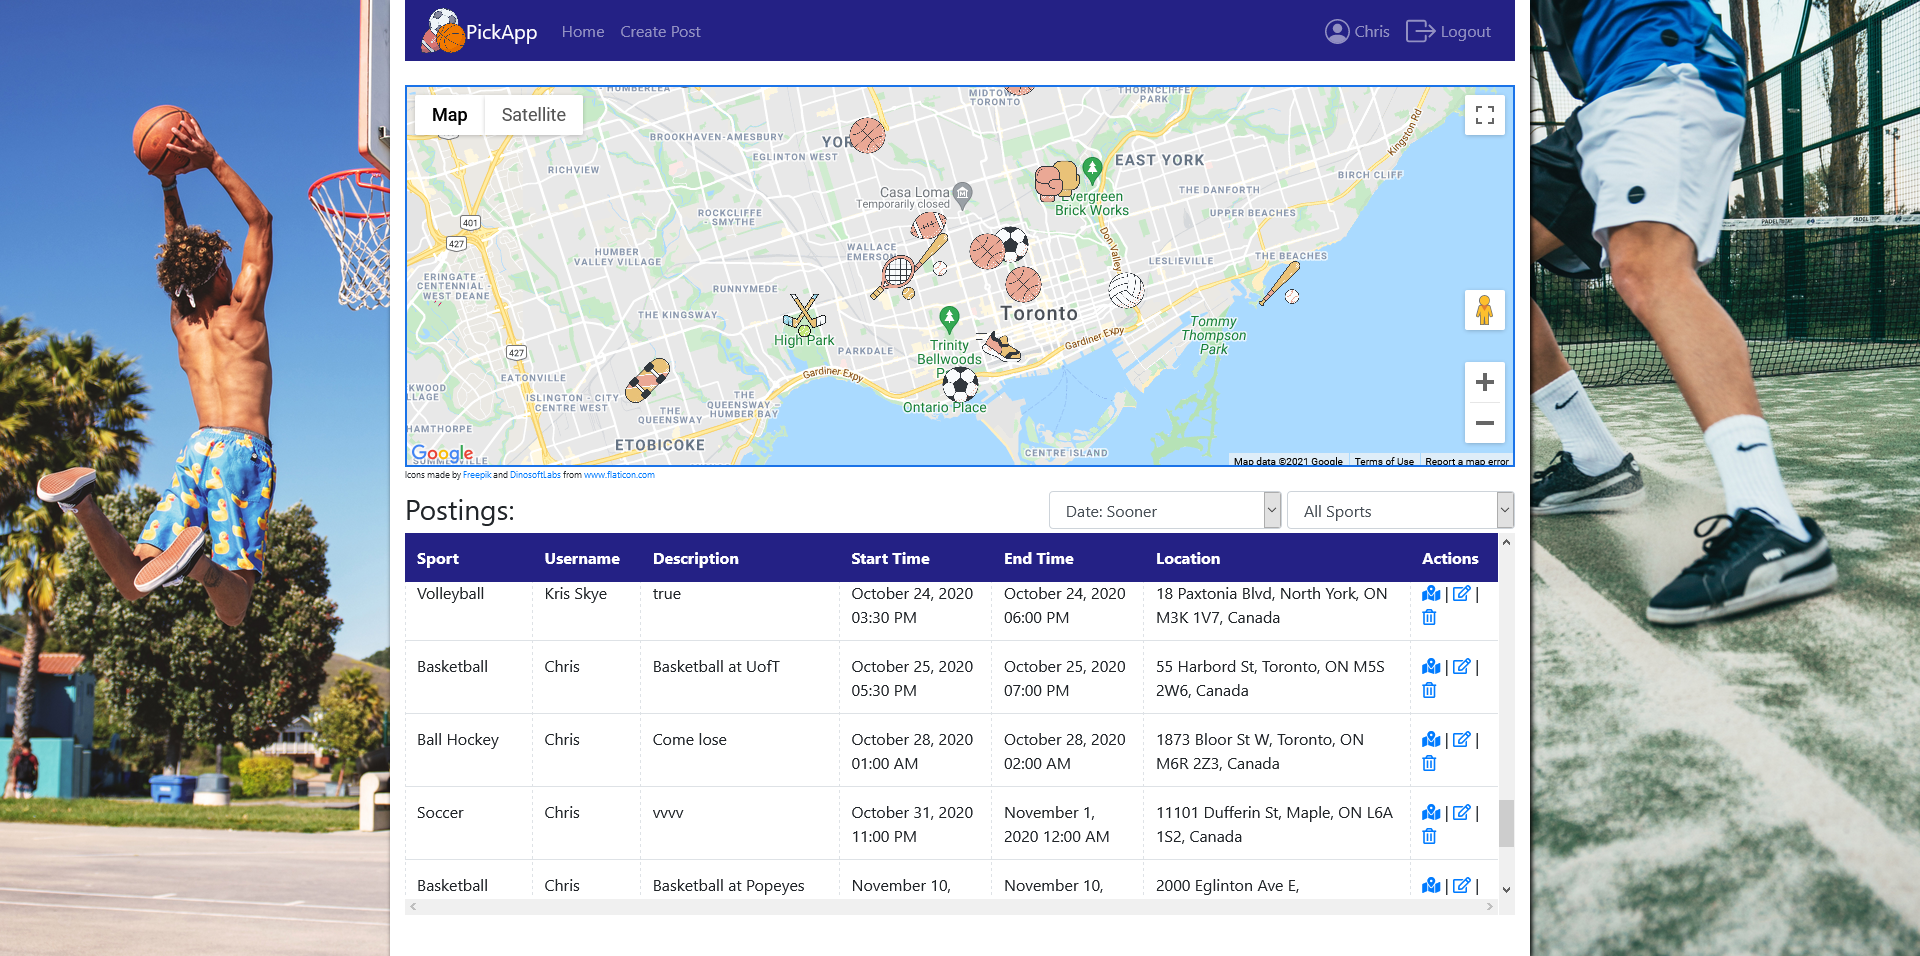 PickApp Home Create Post Chris Logout
Map Satellite
HUMBERLEA
MIDTOWN
TORONTO
THORNCLIFFE
PARK
Kingston Rd
BROOKHAVEN-AMESBURY
YOR
EGLINTON WEST
EAST YORK
RICHVIEW
BIRCH CLIFF
Casa Loma
Temporarily closed
THE DANFORTH
Evergreen
Brick Works
ROCKCLIFFE
- SMYTHE
UPPER BEACHES
401
427
HUMBER
VALLEY VILLAGE
WALLACE
EMERSON
Don Valley
LESLIEVILLE
THE BEACHES
ERINGATE -
CENTENNIAL -
WEST DEANE
RUNNYMEDE
THE KINGSWAY
High Park
Toronto
Tommy
Thompson
Park
427
PARKDALE
Trinity
Bellwoods
Gardiner Expy
EATONVILLE
Gardiner Expy
ISLINGTON - CITY
CENTRE WEST
THE
QUEENSWAY
THE
QUEENSWAY -
HUMBER BAY
Ontario Place
KWOOD
LLAGE
HAMTHORPE
ETOBICOKE
CENTRE ISLAND
Google
Map data ©2021 Google Terms of Use Report a map error
Icons made by Freepik and DinosoftLabs from www.flaticon.com
Postings:
Date: Sooner
All Sports
Sport Username Description Start Time End Time Location Actions
Volleyball Kris Skye true October 24, 2020 October 24, 2020 18 Paxtonia Blvd, North York, ON | |
03:30 PM 06:00 PM M3K 1V7, Canada
Basketball Chris Basketball at UofT October 25, 2020 October 25, 2020 55 Harbord St, Toronto, ON M5S | |
05:30 PM 07:00 PM 2W6, Canada
Ball Hockey Chris Come lose October 28, 2020 October 28, 2020 1873 Bloor St W, Toronto, ON | |
01:00 AM 02:00 AM M6R 2Z3, Canada
Soccer Chris vvvv October 31, 2020 November 1, 11101 Dufferin St, Maple, ON L6A | |
11:00 PM 2020 12:00 AM 1S2, Canada
Basketball Chris Basketball at Popeyes November 10, November 10, 2000 Eglinton Ave E, | |